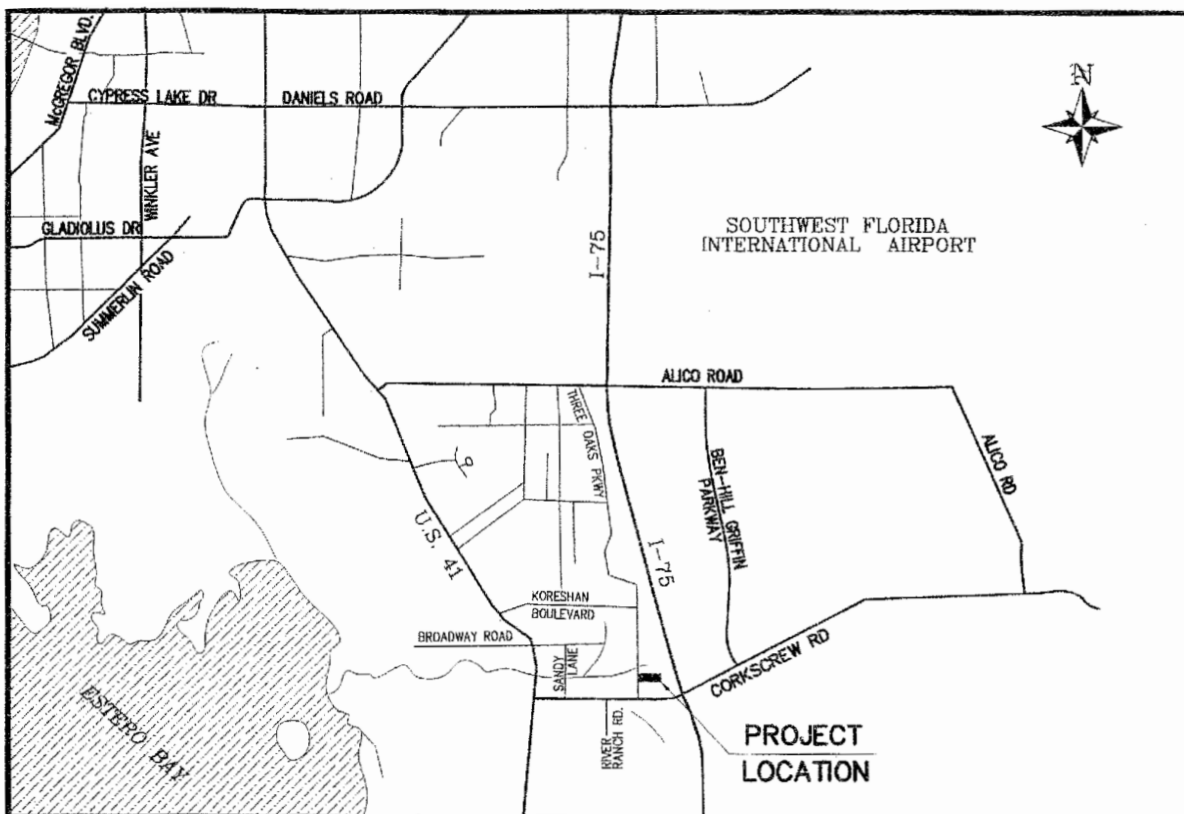 McGREGOR BLVD.
CYPRESS LAKE DR
DANIELS ROAD
N
WINKLER AVE
GLADIOLUS DR
SUMMERLIN ROAD
I-75
SOUTHWEST FLORIDA
INTERNATIONAL AIRPORT
ALICO ROAD
THREE OAKS PKWY
BEN-HILL GRIFFIN
PARKWAY
ALICO RD
U.S. 41
I-75
KORESHAN
BOULEVARD
BROADWAY ROAD
SANDY
LANE
CORKSCREW RD
RIVER
RANCH RD.
ESTERO BAY
PROJECT
LOCATION